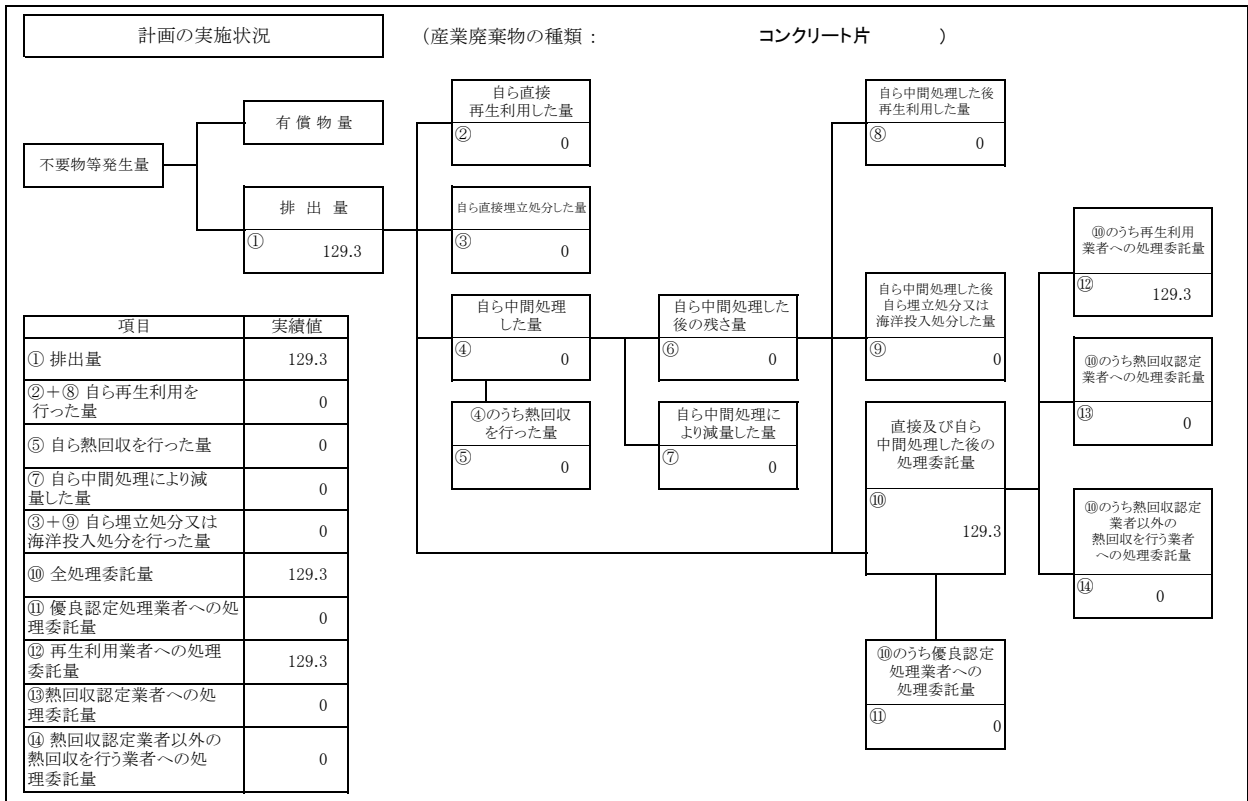 計画の実施状況
（産業廃棄物の種類：　コンクリート片　）
自ら直接
再生利用した量
②
0
自ら中間処理した後
再生利用した量
⑧
0
有償物量
不要物等発生量
排出量
①
129.3
自ら直接埋立処分した量
③
0
⑩のうち再生利用
業者への処理委託量
⑫
129.3
自ら中間処理
した量
④
0
自ら中間処理した
後の残さ量
⑥
0
自ら中間処理した後
自ら埋立処分又は
海洋投入処分した量
⑨
0
⑩のうち熱回収認定
業者への処理委託量
⑬
0
④のうち熱回収
を行った量
⑤
0
自ら中間処理に
より減量した量
⑦
0
直接及び自ら
中間処理した後の
処理委託量
⑩
129.3
⑩のうち熱回収認定
業者以外の
熱回収を行う業者
への処理委託量
⑭
0
⑩のうち優良認定
処理業者への
処理委託量
⑪
0
項目　実績値
① 排出量　129.3
②＋⑧ 自ら再生利用を
行った量　0
⑤ 自ら熱回収を行った量　0
⑦ 自ら中間処理により減
量した量　0
③＋⑨ 自ら埋立処分又は
海洋投入処分を行った量　0
⑩ 全処理委託量　129.3
⑪ 優良認定処理業者への処
理委託量　0
⑫ 再生利用業者への処理
委託量　129.3
⑬熱回収認定業者への処
理委託量　0
⑭ 熱回収認定業者以外の
熱回収を行う業者への処
理委託量　0